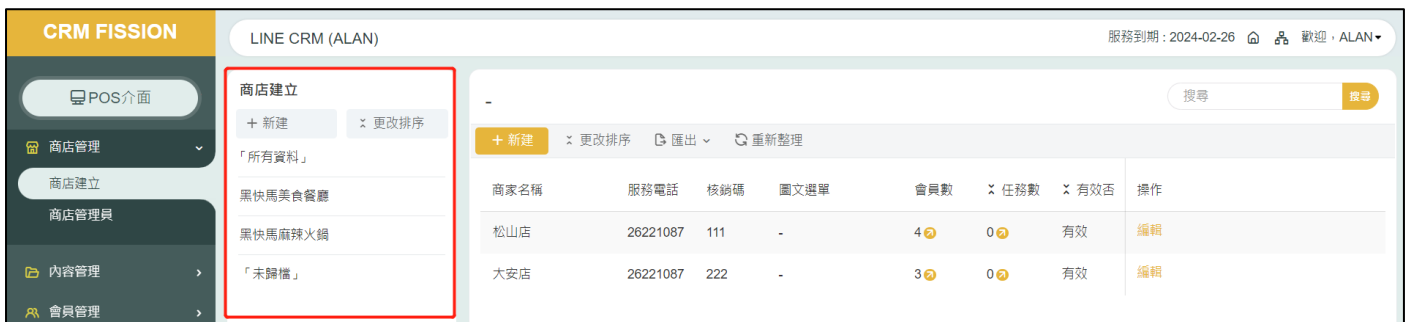 CRM FISSION
LINE CRM (ALAN)
服務到期 : 2024-02-26 歡迎，ALAN
POS介面
商店管理
商店建立
商店管理員
內容管理
會員管理
商店建立
+ 新建 更改排序
「所有資料」
黑快馬美食餐廳
黑快馬麻辣火鍋
「未歸檔」
-
搜尋 搜尋
+ 新建 更改排序 匯出 重新整理
商家名稱 服務電話 核銷碼 圖文選單 會員數 任務數 有效否 操作
松山店 26221087 111 - 4 0 有效 編輯
大安店 26221087 222 - 3 0 有效 編輯